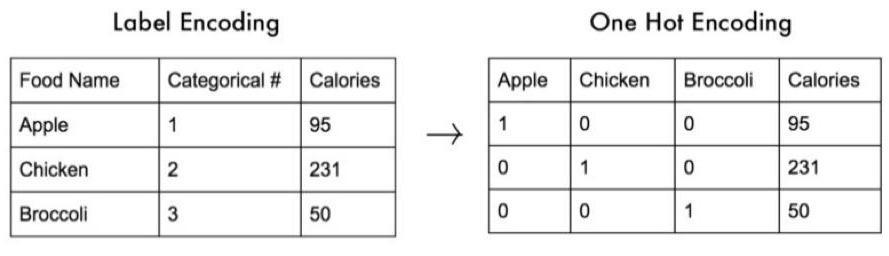 Label Encoding
Food Name Categorical # Calories
Apple 1 95
Chicken 2 231
Broccoli 3 50
→
One Hot Encoding
Apple Chicken Broccoli Calories
1 0 0 95
0 1 0 231
0 0 1 50